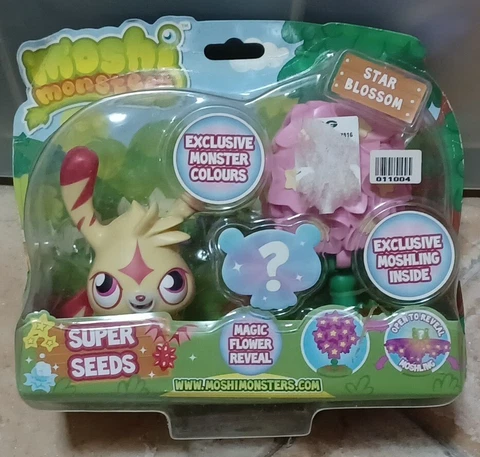 moshi
monsters
STAR
BLOSSOM
EXCLUSIVE
MONSTER
COLOURS
011004
EXCLUSIVE
MOSHLING
INSIDE
?
SUPER
SEEDS
MAGIC
FLOWER
REVEAL
OPEN TO REVEAL
MOSHLING
WWW.MOSHIMONSTERS.COM